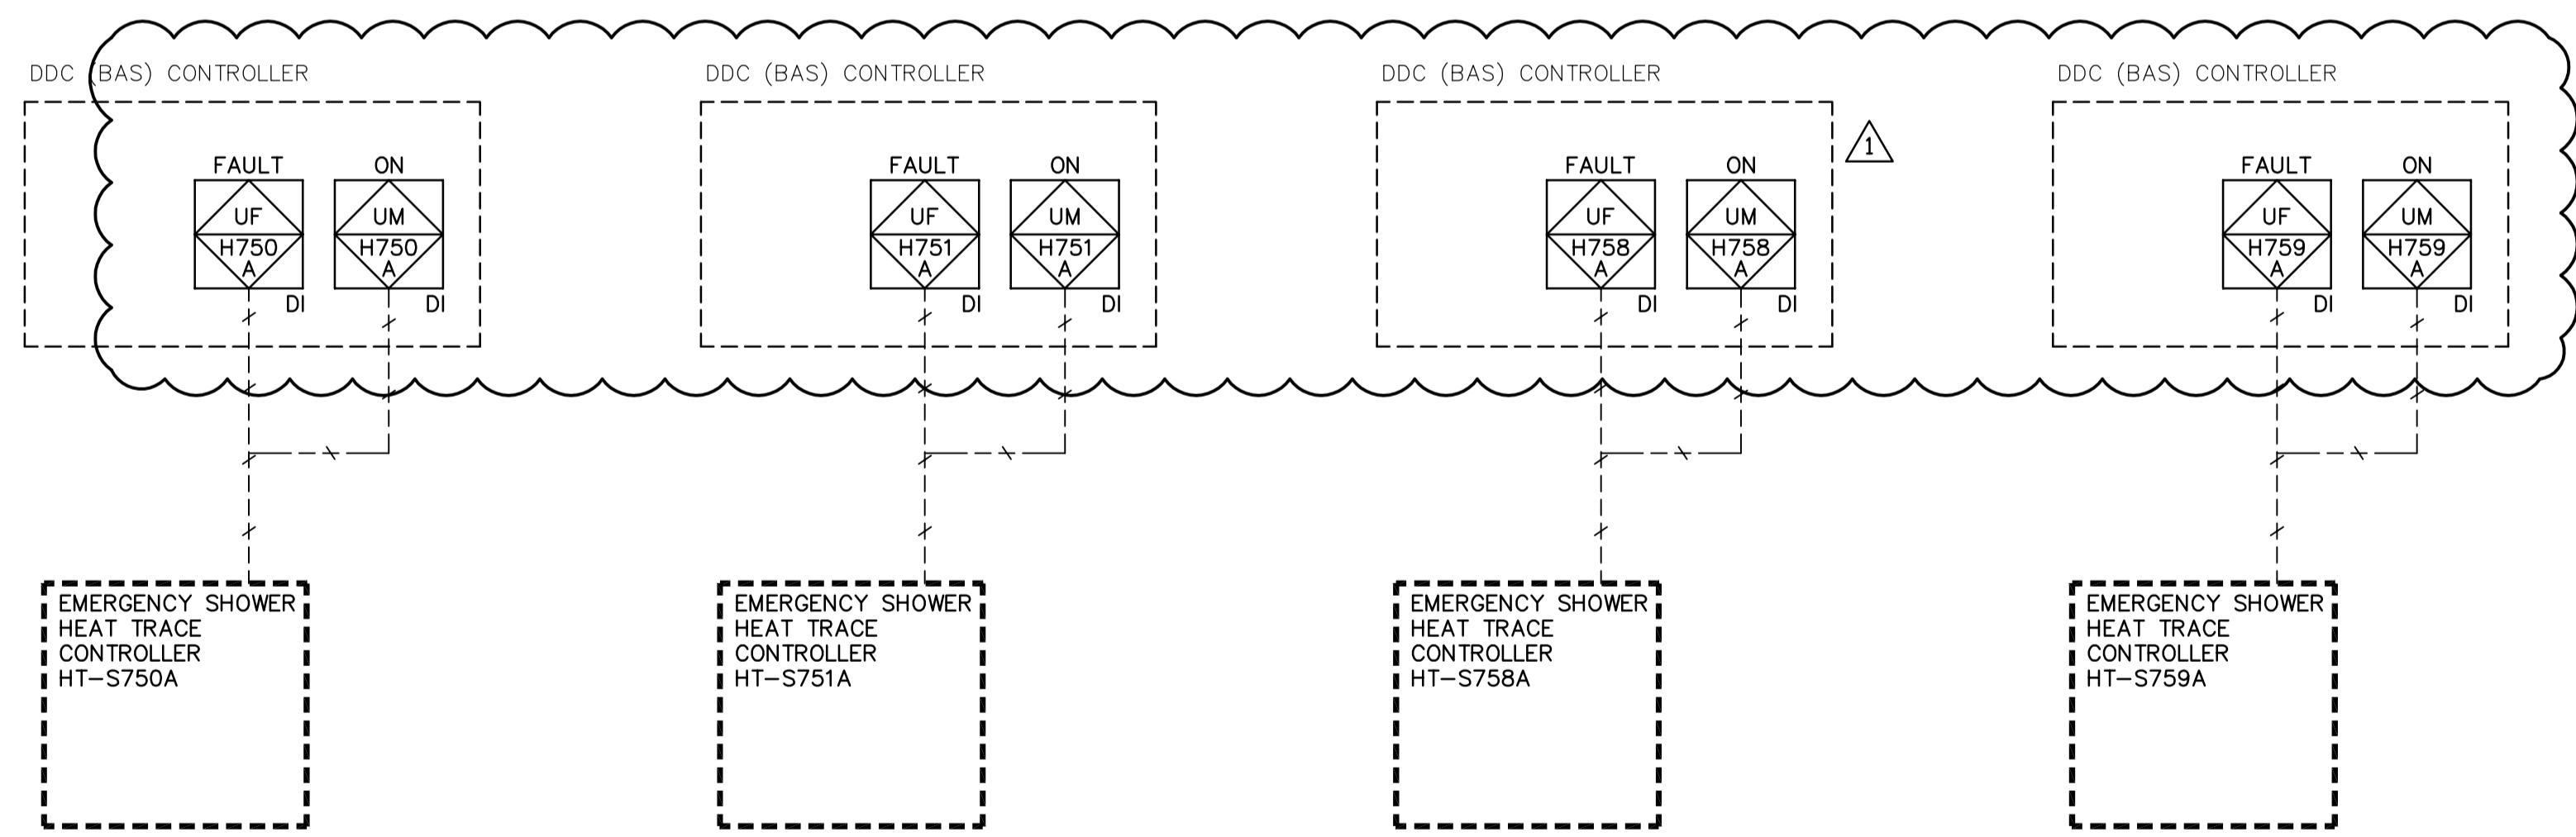 DDC (BAS) CONTROLLER
FAULT
UF
H750
A
DI
ON
UM
H750
A
DI
EMERGENCY SHOWER
HEAT TRACE
CONTROLLER
HT-S750A
DDC (BAS) CONTROLLER
FAULT
UF
H751
A
DI
ON
UM
H751
A
DI
EMERGENCY SHOWER
HEAT TRACE
CONTROLLER
HT-S751A
DDC (BAS) CONTROLLER
FAULT
UF
H758
A
DI
ON
UM
H758
A
DI
1
EMERGENCY SHOWER
HEAT TRACE
CONTROLLER
HT-S758A
DDC (BAS) CONTROLLER
FAULT
UF
H759
A
DI
ON
UM
H759
A
DI
EMERGENCY SHOWER
HEAT TRACE
CONTROLLER
HT-S759A